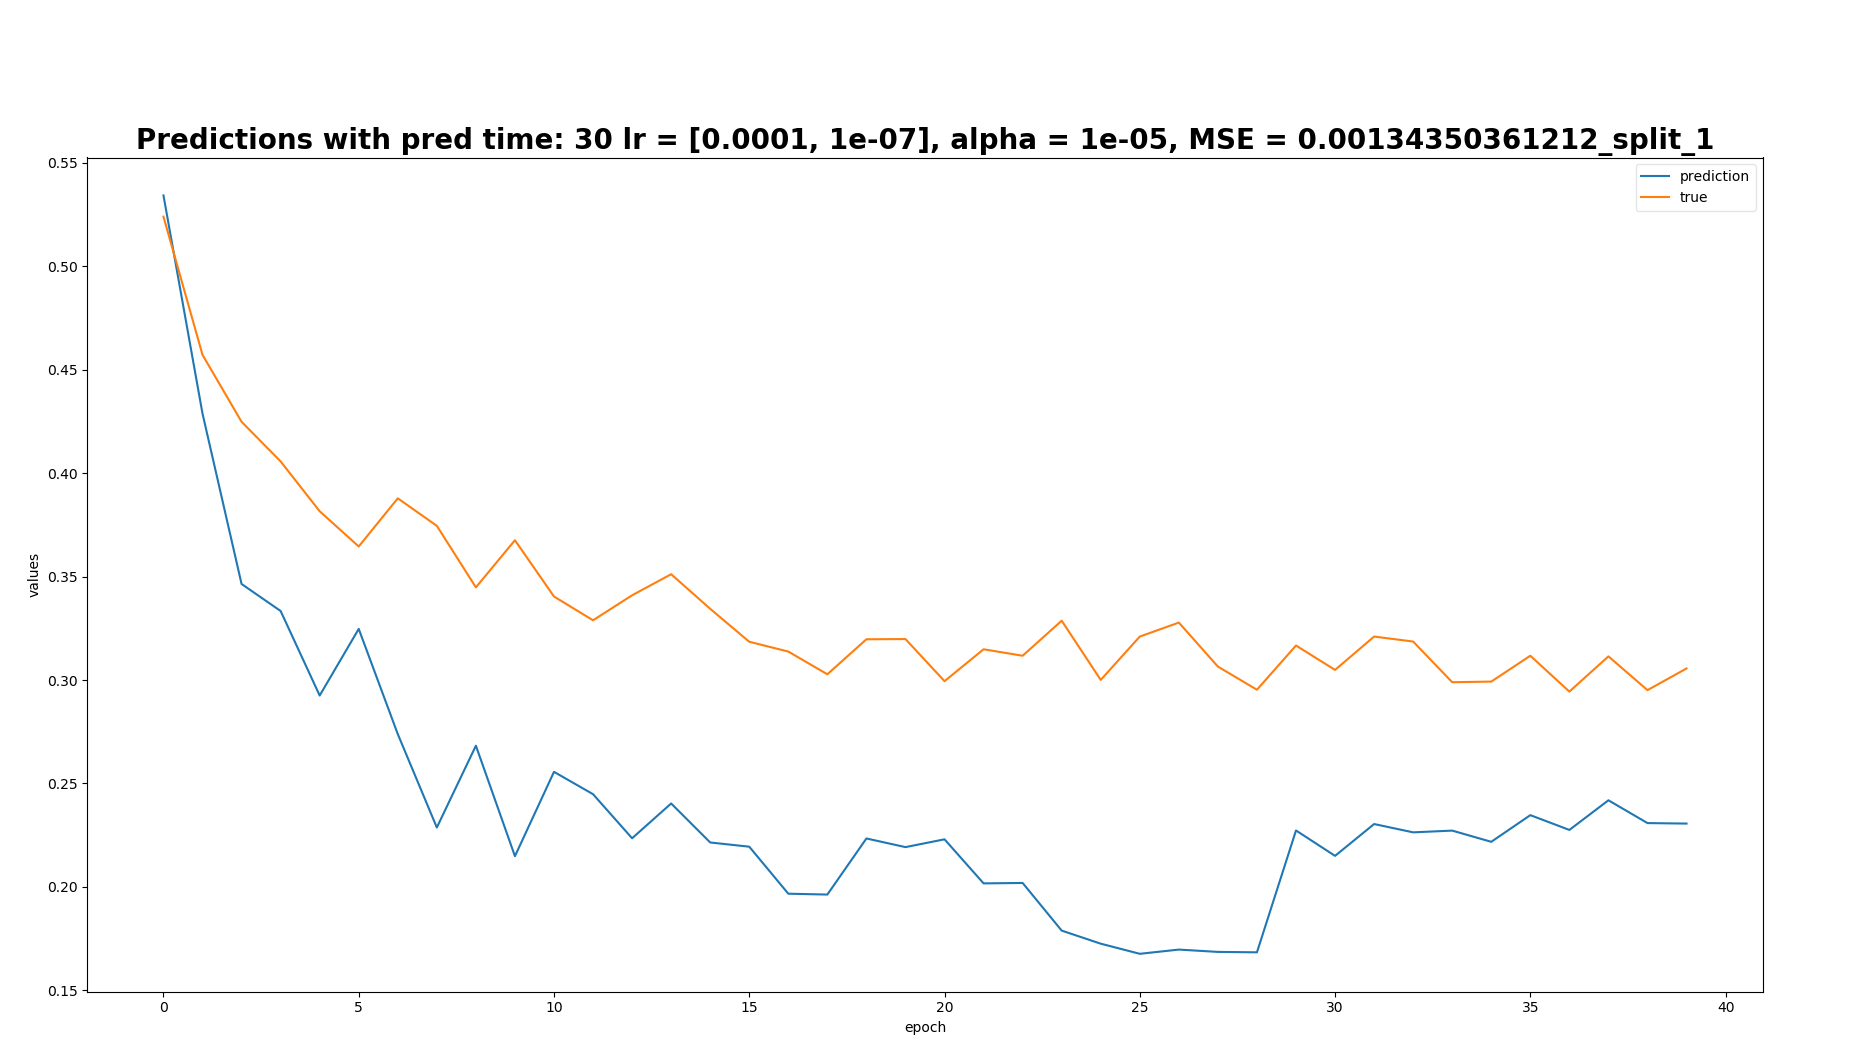 Predictions with pred time: 30 lr = [0.0001, 1e-07], alpha = 1e-05, MSE = 0.00134350361212_split_1
prediction
true
0.55
0.50
0.45
0.40
0.35
0.30
0.25
0.20
0.15
values
0 5 10 15 20 25 30 35 40
epoch